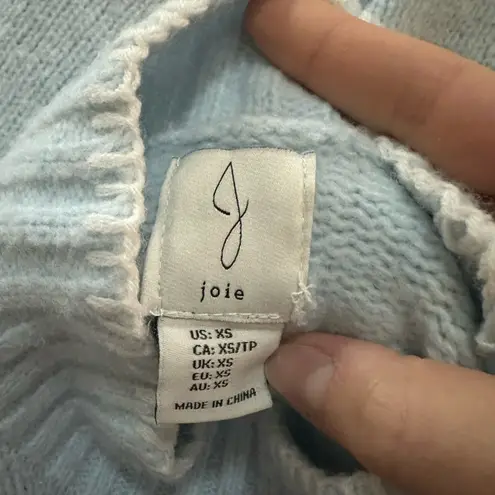 J
joie
US: XS
CA: XS/TP
UK: XS
EU: XS
AU: XS
MADE IN CHINA